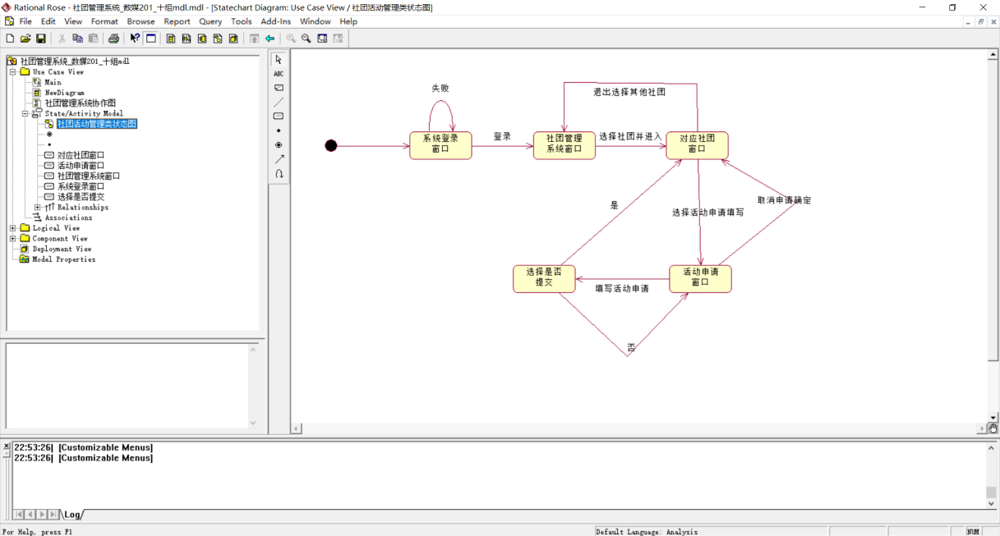 Rational Rose - 社团管理系统_数媒201_十组mdl.mdl - [Statechart Diagram: Use Case View / 社团活动管理类状态图]
File Edit View Format Browse Report Query Tools Add-Ins Window Help
社团管理系统_数媒201_十组mdl
Use Case View
Main
NewDiagram
社团管理系统协作图
State/Activity Model
社团活动管理类状态图
对应社团窗口
活动申请窗口
社团管理系统窗口
系统登录窗口
选择是否提交
Relationships
Associations
Logical View
Component View
Deployment View
Model Properties
ABC
失败
退出选择其他社团
系统登录
窗口
登录
社团管理
系统窗口
选择社团并进入
对应社团
窗口
是
选择活动申请填写
取消申请确定
选择是否
提交
填写活动申请
活动申请
窗口
否
22:53:26| [Customizable Menus]
22:53:26| [Customizable Menus]
Log
For Help, press F1
Default Language: Analysis
NUM